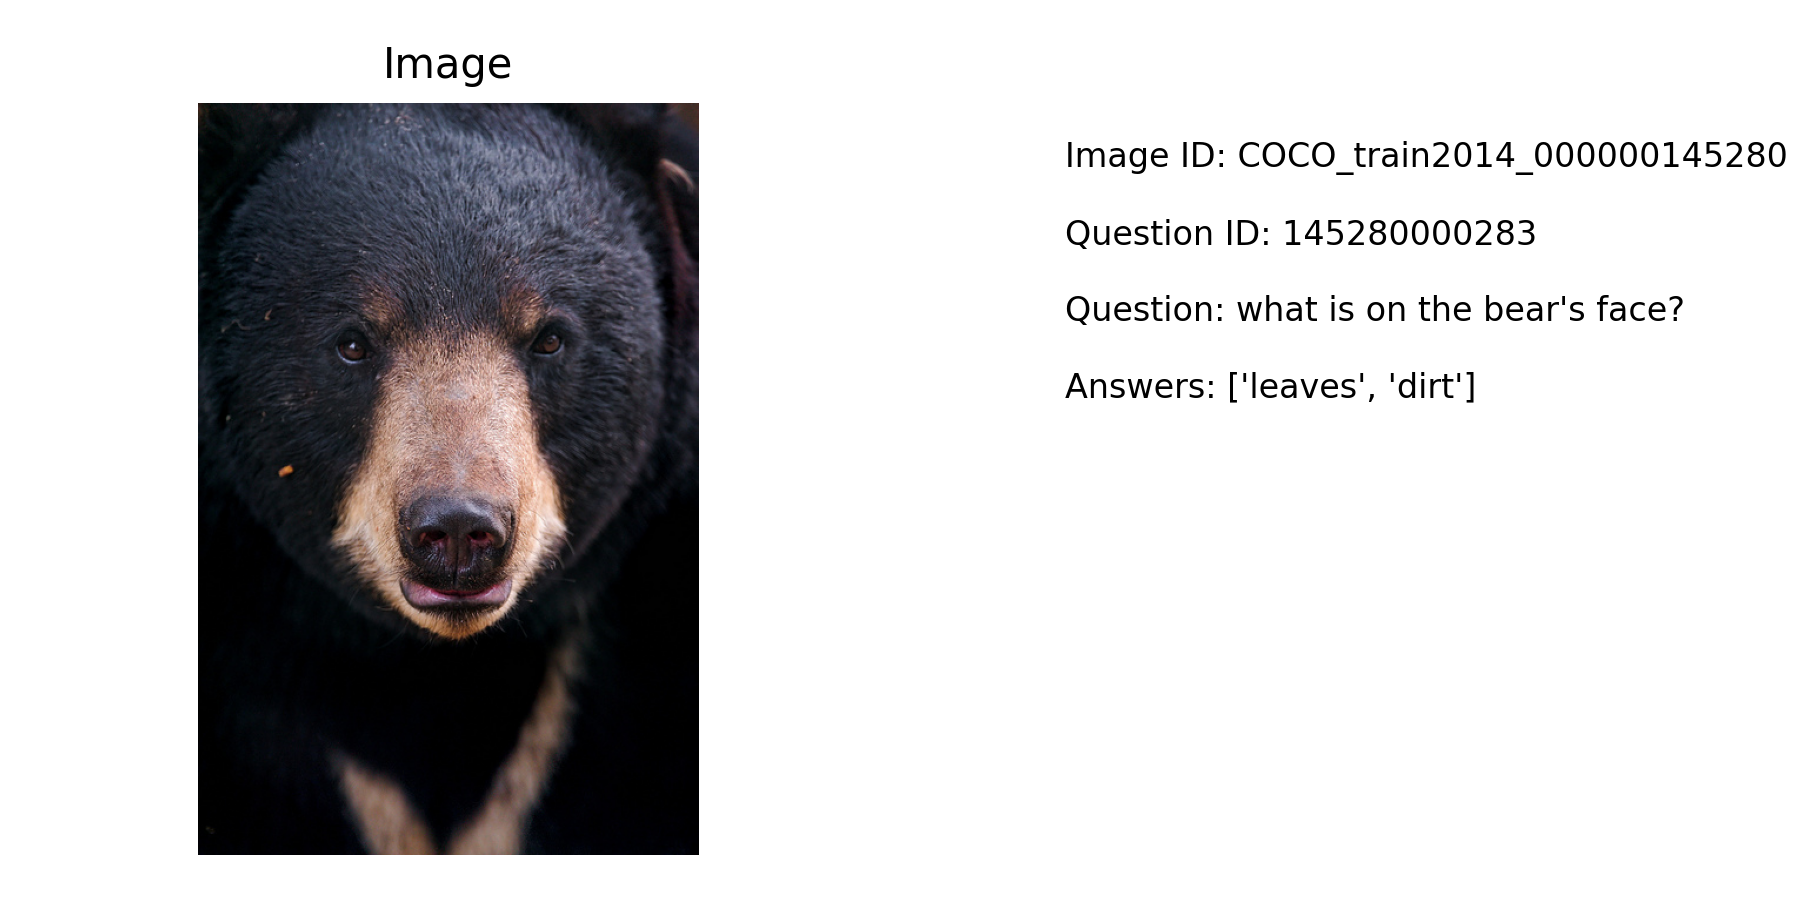 Image
Image ID: COCO_train2014_000000145280
Question ID: 145280000283
Question: what is on the bear's face?
Answers: ['leaves', 'dirt']